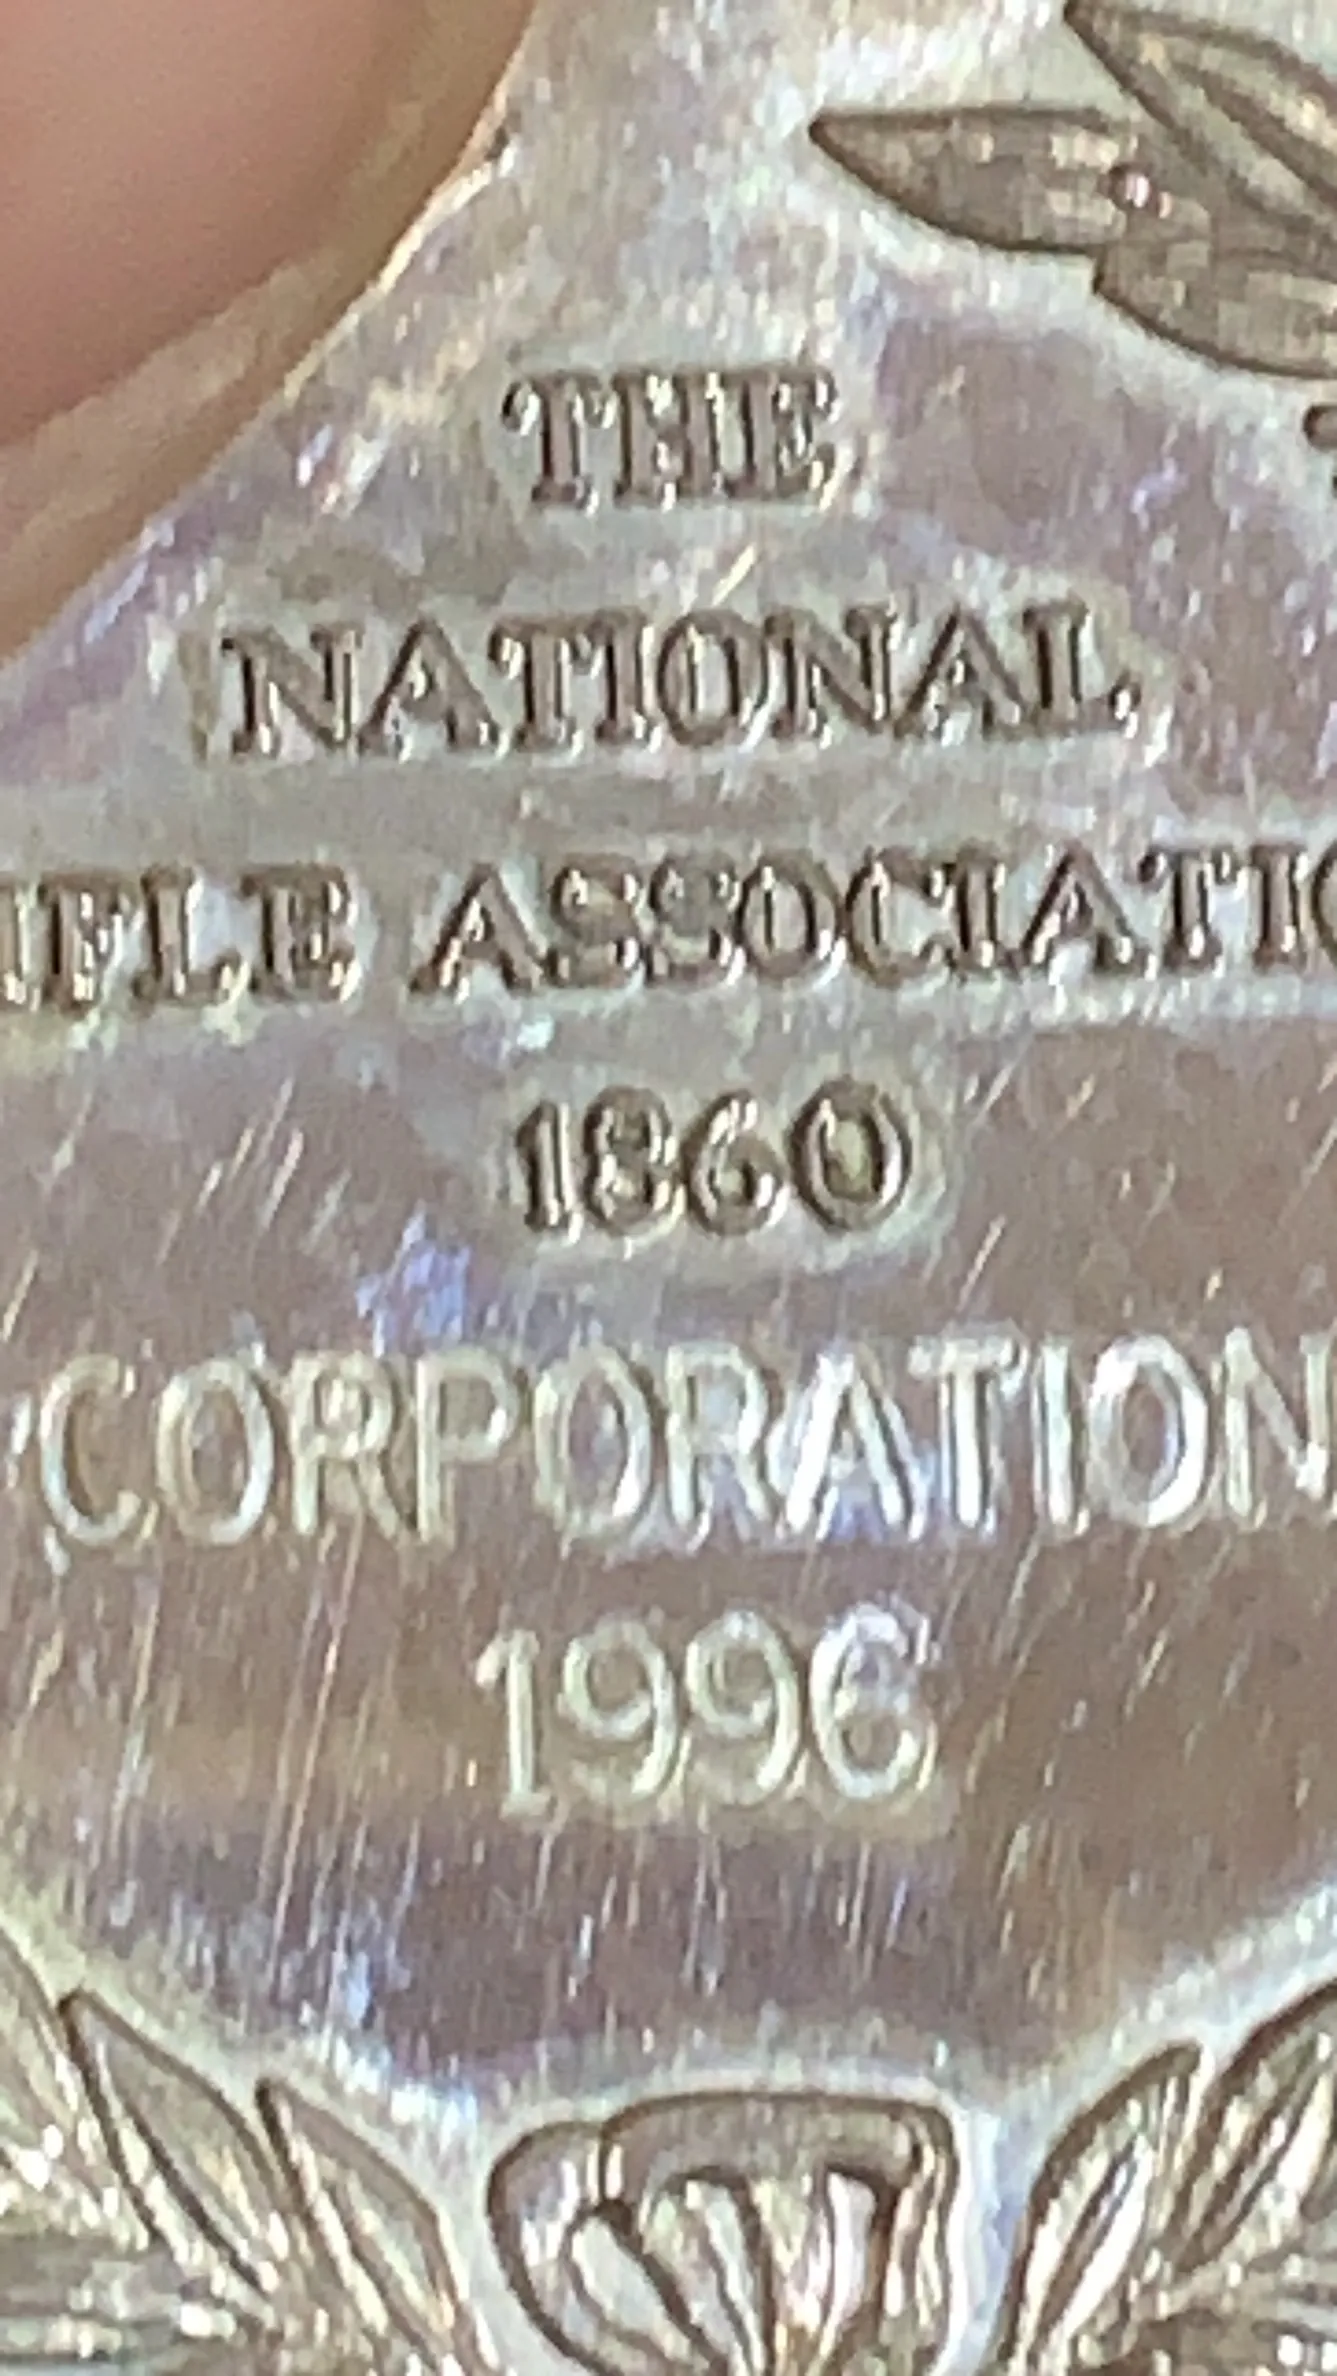 THE
NATIONAL
IFLE ASSOCIATIO
1860
CORPORATION
1996